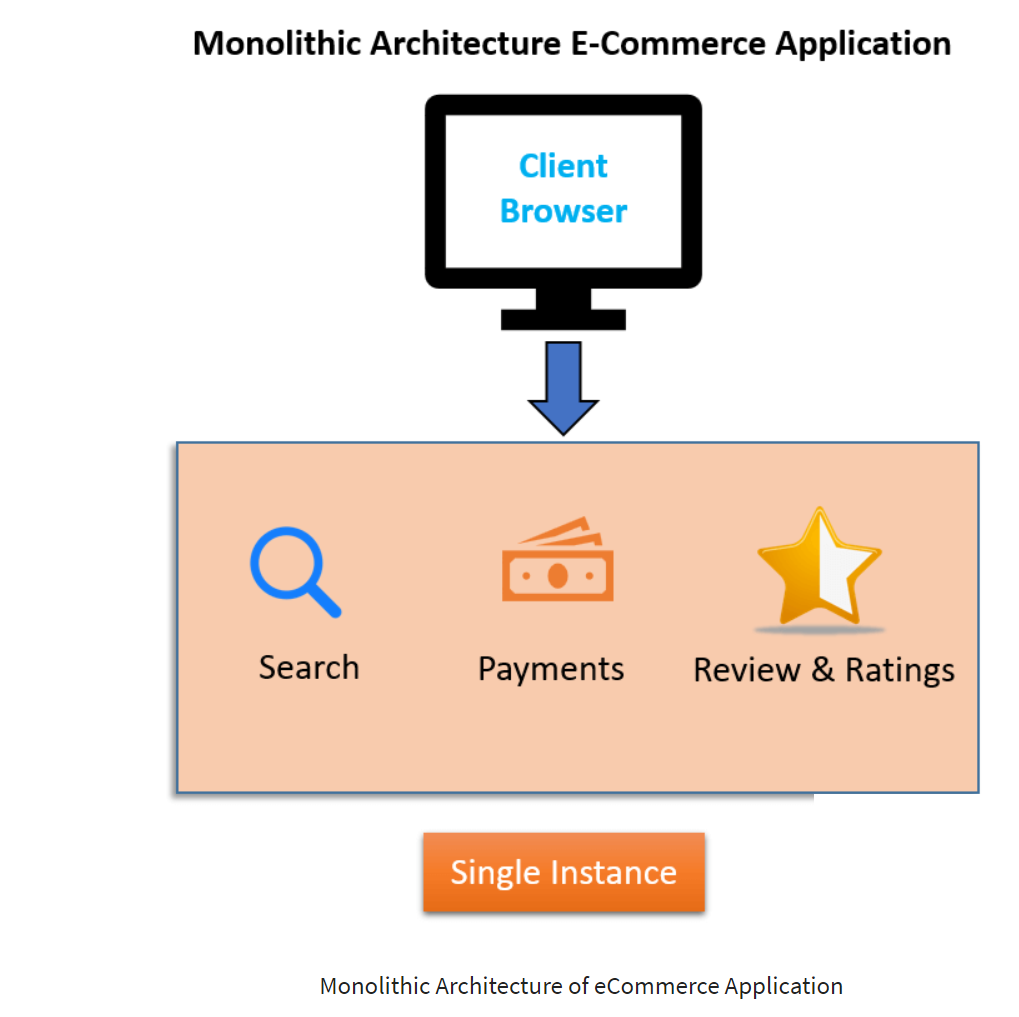 Monolithic Architecture E-Commerce Application
Client
Browser
Search
Payments
Review & Ratings
Single Instance
Monolithic Architecture of eCommerce Application